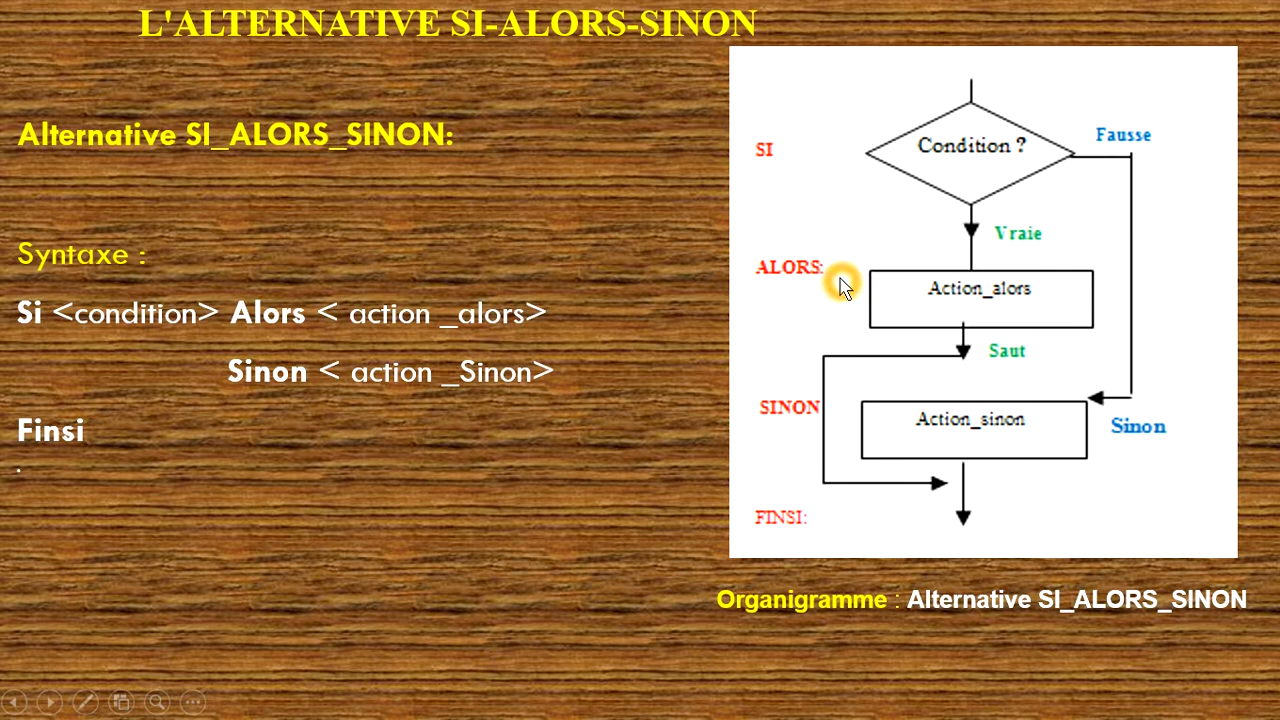 L'ALTERNATIVE SI-ALORS-SINON
Alternative SI_ALORS_SINON:
Syntaxe :
Si <condition> Alors < action _alors>
Sinon < action _Sinon>
Finsi
.
SI
Condition ?
Fausse
Vraie
ALORS:
Action_alors
Saut
SINON
Action_sinon
Sinon
FINSI:
Organigramme : Alternative SI_ALORS_SINON